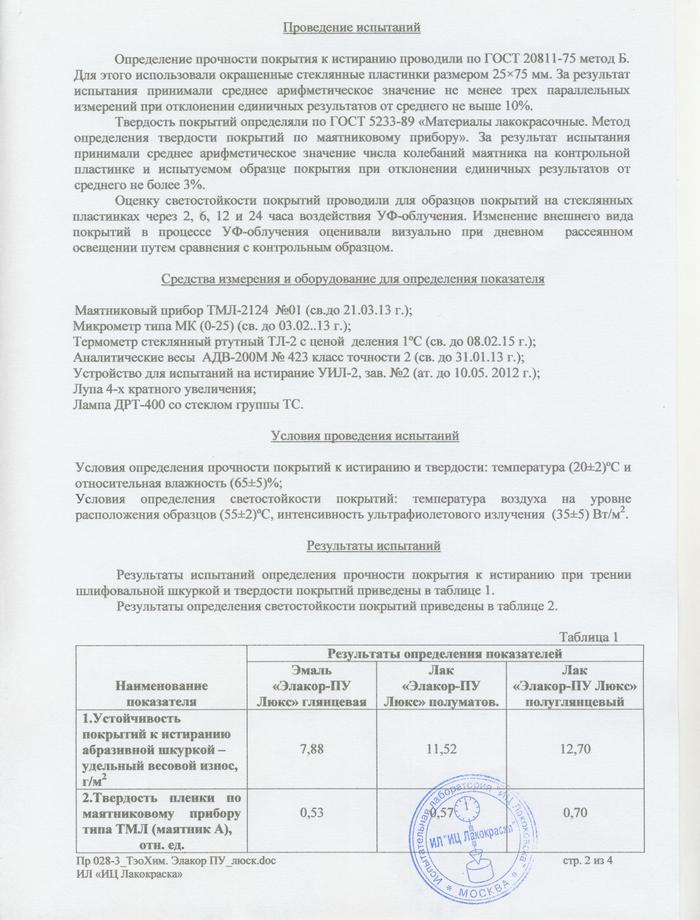 Проведение испытаний
Определение прочности покрытия к истиранию проводили по ГОСТ 20811-75 метод Б.
Для этого использовали окрашенные стеклянные пластинки размером 25×75 мм. За результат
испытания принимали среднее арифметическое значение не менее трех параллельных
измерений при отклонении единичных результатов от среднего не выше 10%.
Твердость покрытий определяли по ГОСТ 5233-89 «Материалы лакокрасочные. Метод
определения твердости покрытий по маятниковому прибору». За результат испытания
принимали среднее арифметическое значение числа колебаний маятника на контрольной
пластинке и испытуемом образце покрытия при отклонении единичных результатов от
среднего не более 3%.
Оценку светостойкости покрытий проводили для образцов покрытий на стеклянных
пластинках через 2, 6, 12 и 24 часа воздействия УФ-облучения. Изменение внешнего вида
покрытий в процессе УФ-облучения оценивали визуально при дневном рассеянном
освещении путем сравнения с контрольным образцом.
Средства измерения и оборудование для определения показателя
Маятниковый прибор ТМЛ-2124 №01 (св.до 21.03.13 г.);
Микрометр типа МК (0-25) (св. до 03.02..13 г.);
Термометр стеклянный ртутный ТЛ-2 с ценой деления 1ºС (св. до 08.02.15 г.);
Аналитические весы АДВ-200М № 423 класс точности 2 (св. до 31.01.13 г.);
Устройство для испытаний на истирание УИЛ-2, зав. №2 (ат. до 10.05. 2012 г.);
Лупа 4-х кратного увеличения;
Лампа ДРТ-400 со стеклом группы ТС.
Условия проведения испытаний
Условия определения прочности покрытий к истиранию и твердости: температура (20±2)ºС и
относительная влажность (65±5)%;
Условия определения светостойкости покрытий: температура воздуха на уровне
расположения образцов (55±2)ºС, интенсивность ультрафиолетового излучения (35±5) Вт/м².
Результаты испытаний
Результаты испытаний определения прочности покрытия к истиранию при трении
шлифовальной шкуркой и твердости покрытий приведены в таблице 1.
Результаты определения светостойкости покрытий приведены в таблице 2.
Таблица 1
Наименование
показателя
Результаты определения показателей
Эмаль
«Элакор-ПУ
Люкс» глянцевая
Лак
«Элакор-ПУ
Люкс» полуматов.
Лак
«Элакор-ПУ Люкс»
полуглянцевый
1.Устойчивость
покрытий к истиранию
абразивной шкуркой –
удельный весовой износ,
г/м²
7,88
11,52
12,70
2.Твердость пленки по
маятниковому прибору
типа ТМЛ (маятник А),
отн. ед.
0,53
0,57
0,70
Испытательная лаборатория "ИЦ Лакокраска"
ИЛ "ИЦ Лакокраска"
* МОСКВА *
Пр 028-3_ТэоХим. Элакор ПУ_люск.doc
стр. 2 из 4
ИЛ «ИЦ Лакокраска»